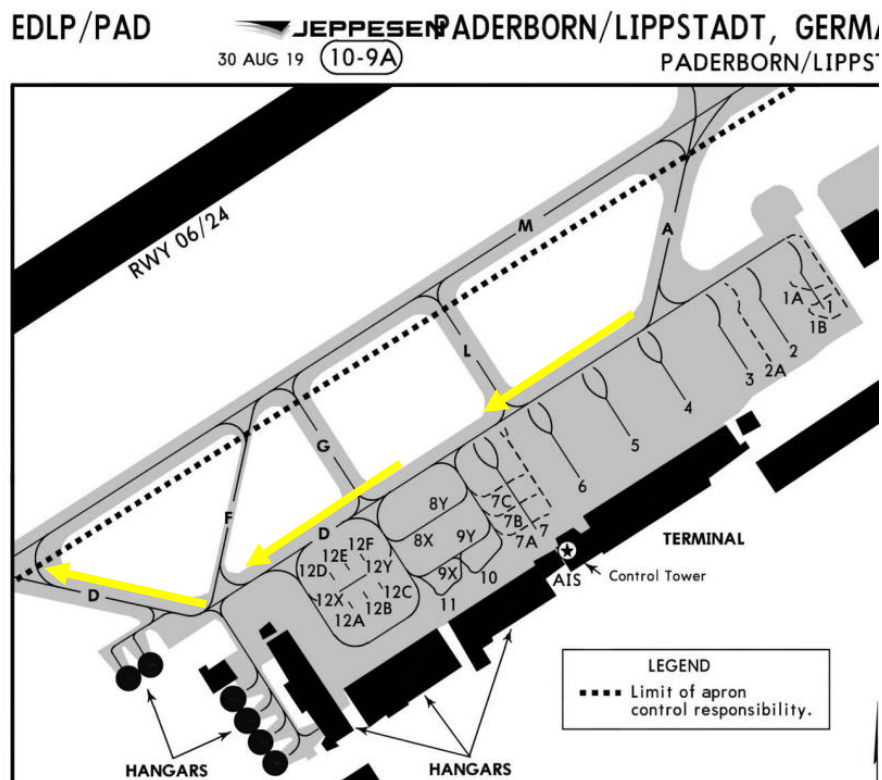 EDLP/PAD
JEPPESEN
PADERBORN/LIPPSTADT, GERMA
30 AUG 19
10-9A
PADERBORN/LIPPST
RWY 06/24
M
A
L
G
F
D
D
1A
1
1B
2
2A
3
4
5
6
7C
7B
7A
7
8Y
8X
9Y
9X
10
11
12F
12E
12D
12Y
12X
12C
12B
12A
TERMINAL
AIS
Control Tower
LEGEND
Limit of apron
control responsibility.
HANGARS
HANGARS